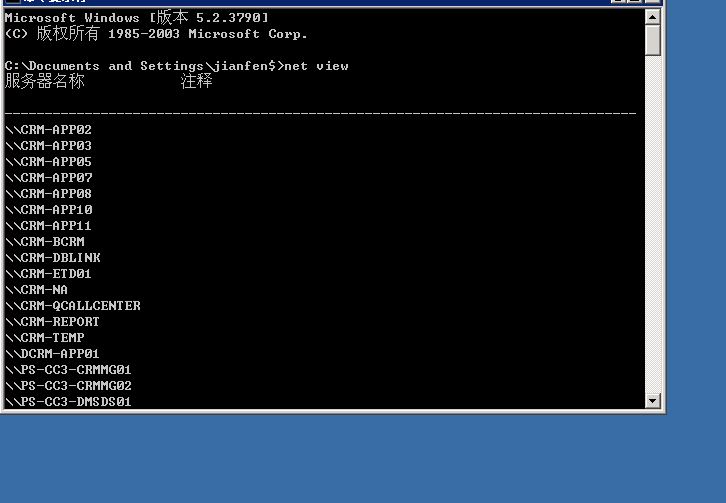 Microsoft Windows [版本 5.2.3790]
(C) 版权所有 1985-2003 Microsoft Corp.
C:\Documents and Settings\jianfen$>net view
服务器名称 注释
-------------------------------------------------------------------------------
\\CRM-APP02
\\CRM-APP03
\\CRM-APP05
\\CRM-APP07
\\CRM-APP08
\\CRM-APP10
\\CRM-APP11
\\CRM-BCRM
\\CRM-DBLINK
\\CRM-ETD01
\\CRM-NA
\\CRM-QCALLCENTER
\\CRM-REPORT
\\CRM-TEMP
\\DCRM-APP01
\\PS-CC3-CRMMG01
\\PS-CC3-CRMMG02
\\PS-CC3-DMSDS01